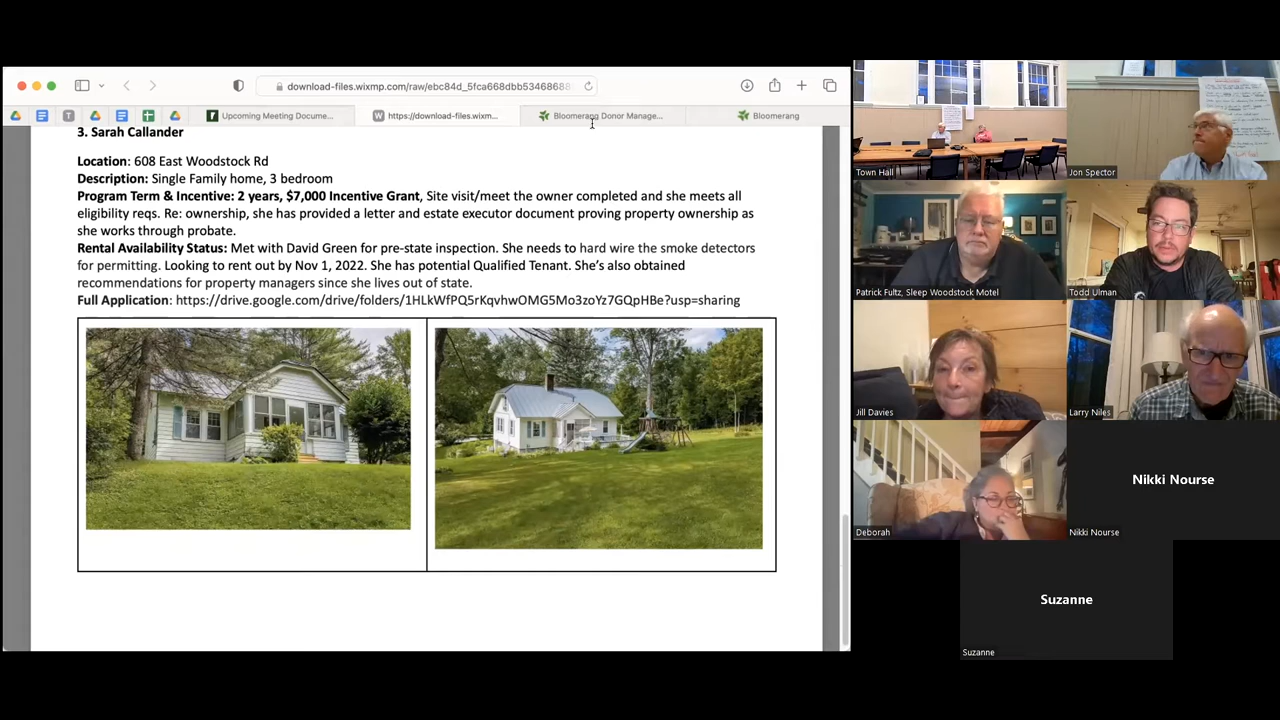 download-files.wixmp.com/raw/ebc84d_5fca668dbb53468688
Upcoming Meeting Docume...
https://download-files.wixm...
Bloomerang Donor Manage...
Bloomerang
3. Sarah Callander
Location: 608 East Woodstock Rd
Description: Single Family home, 3 bedroom
Program Term & Incentive: 2 years, $7,000 Incentive Grant, Site visit/meet the owner completed and she meets all
eligibility reqs. Re: ownership, she has provided a letter and estate executor document proving property ownership as
she works through probate.
Rental Availability Status: Met with David Green for pre-state inspection. She needs to hard wire the smoke detectors
for permitting. Looking to rent out by Nov 1, 2022. She has potential Qualified Tenant. She's also obtained
recommendations for property managers since she lives out of state.
Full Application: https://drive.google.com/drive/folders/1HLkWfPQ5rKqvhwOMG5Mo3zoYz7GQpHBe?usp=sharing
Town Hall
Jon Spector
Patrick Fultz, Sleep Woodstock Motel
Todd Ulman
Jill Davies
Larry Niles
Deborah
Nikki Nourse
Nikki Nourse
Suzanne
Suzanne